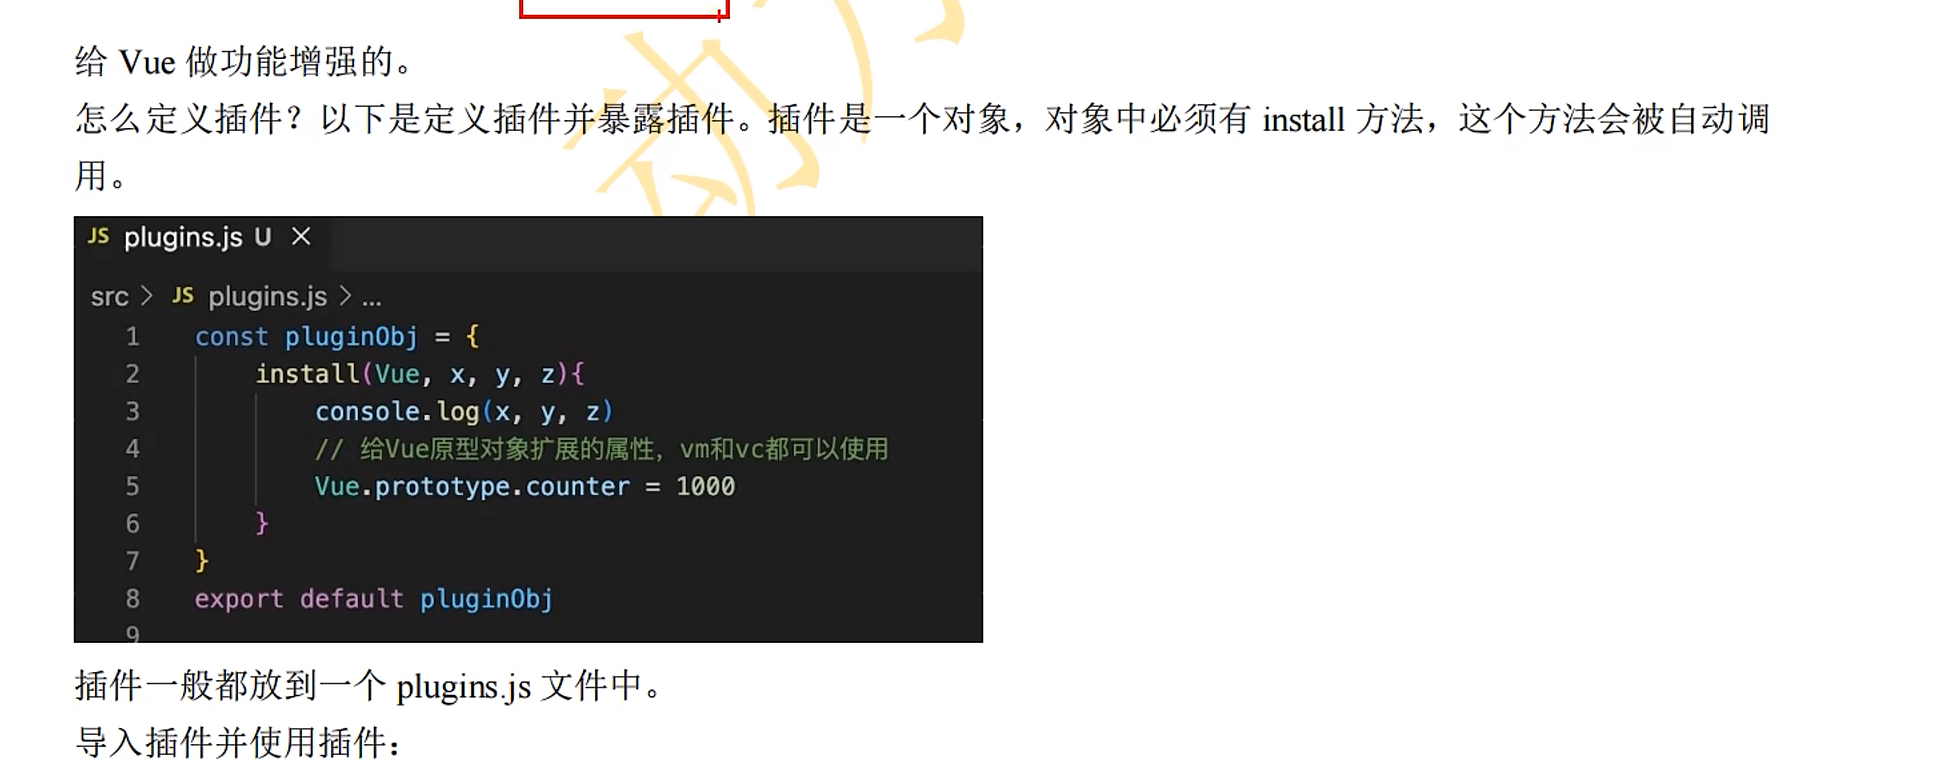 给 Vue 做功能增强的。
怎么定义插件？以下是定义插件并暴露插件。插件是一个对象，对象中必须有 install 方法，这个方法会被自动调
用。
JS plugins.js U ×
src > JS plugins.js > ...
1 const pluginObj = {
2 install(Vue, x, y, z){
3 console.log(x, y, z)
4 // 给Vue原型对象扩展的属性，vm和vc都可以使用
5 Vue.prototype.counter = 1000
6 }
7 }
8 export default pluginObj
9
插件一般都放到一个 plugins.js 文件中。
导入插件并使用插件：